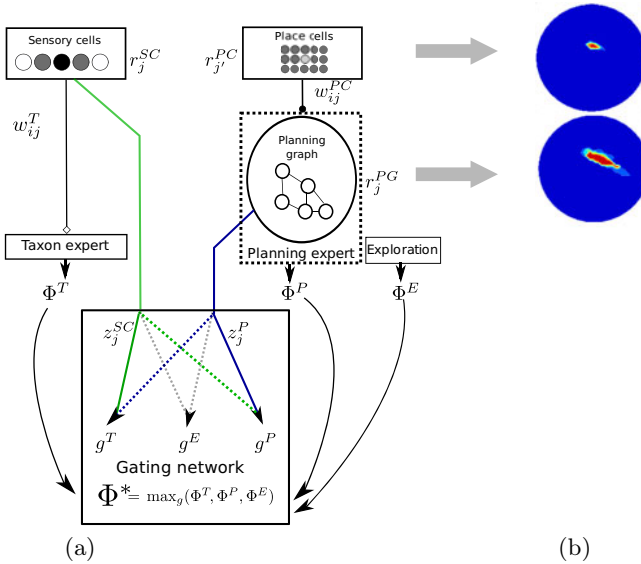 Sensory cells
r_j^{SC}
Place cells
r_{j'}^{PC}
w_{ij}^{PC}
w_{ij}^T
Planning
graph
r_j^{PG}
Taxon expert
Planning expert
Exploration
Φ^T
Φ^P
Φ^E
z_j^{SC}
z_j^P
g^T
g^E
g^P
Gating network
Φ* = max_g(Φ^T, Φ^P, Φ^E)
(a)
(b)